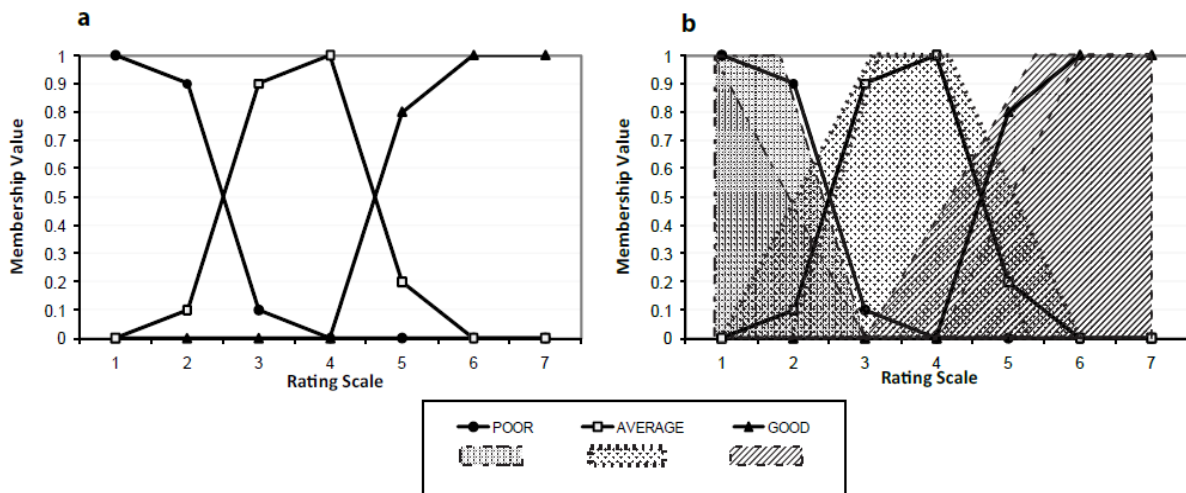 a
Membership Value
1
0.9
0.8
0.7
0.6
0.5
0.4
0.3
0.2
0.1
0
1 2 3 4 5 6 7
Rating Scale
b
Membership Value
1
0.9
0.8
0.7
0.6
0.5
0.4
0.3
0.2
0.1
0
1 2 3 4 5 6 7
Rating Scale
POOR AVERAGE GOOD